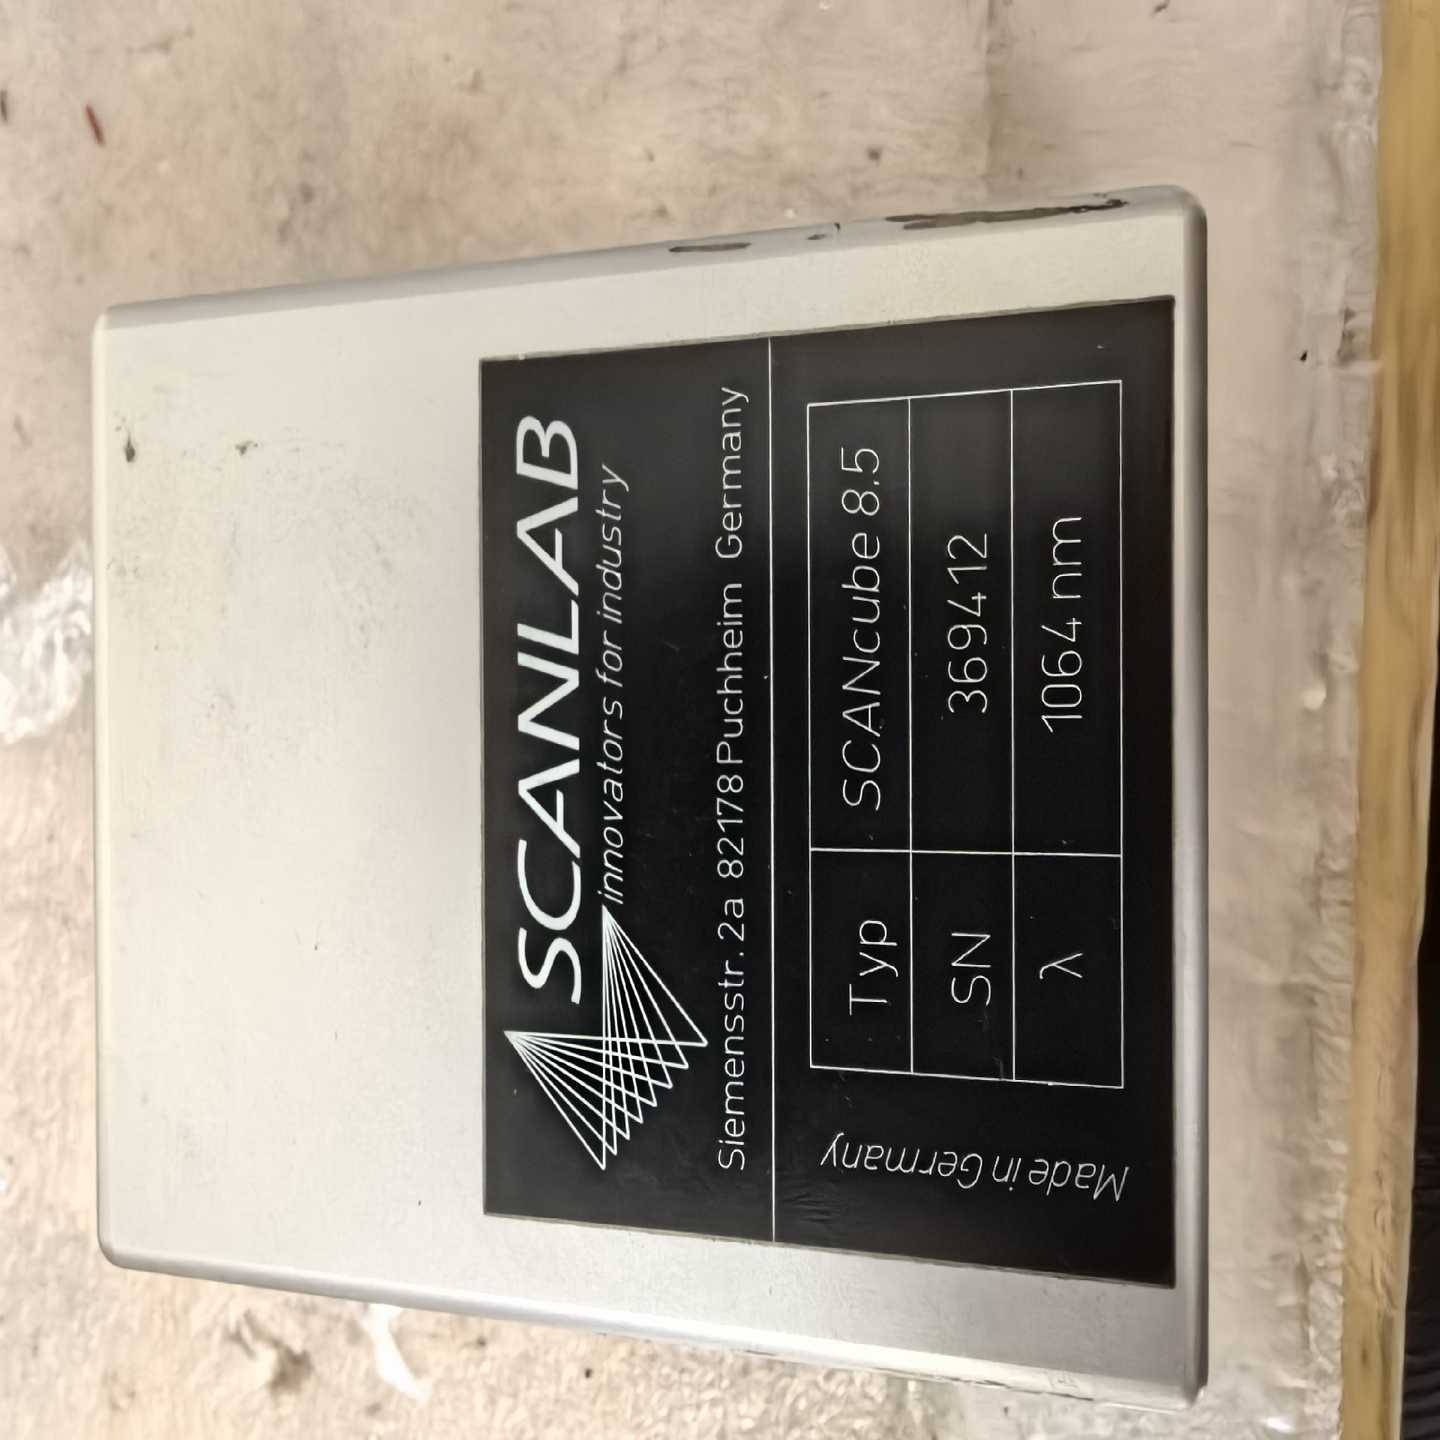 SCANLAB
innovators for industry
Siemensstr. 2a 82178 Puchheim Germany
Made in Germany
Typ SCANcube 8.5
SN 369412
λ 1064 nm